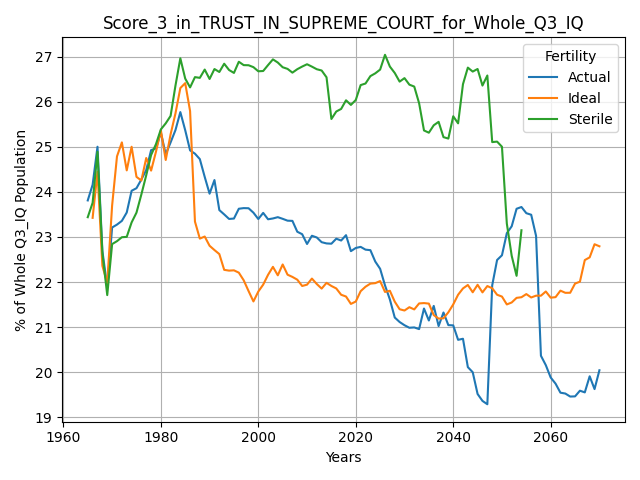 Score_3_in_TRUST_IN_SUPREME_COURT_for_Whole_Q3_IQ
27
26
25
24
23
22
21
20
19
% of Whole Q3_IQ Population
Fertility
Actual
Ideal
Sterile
1960 1980 2000 2020 2040 2060
Years